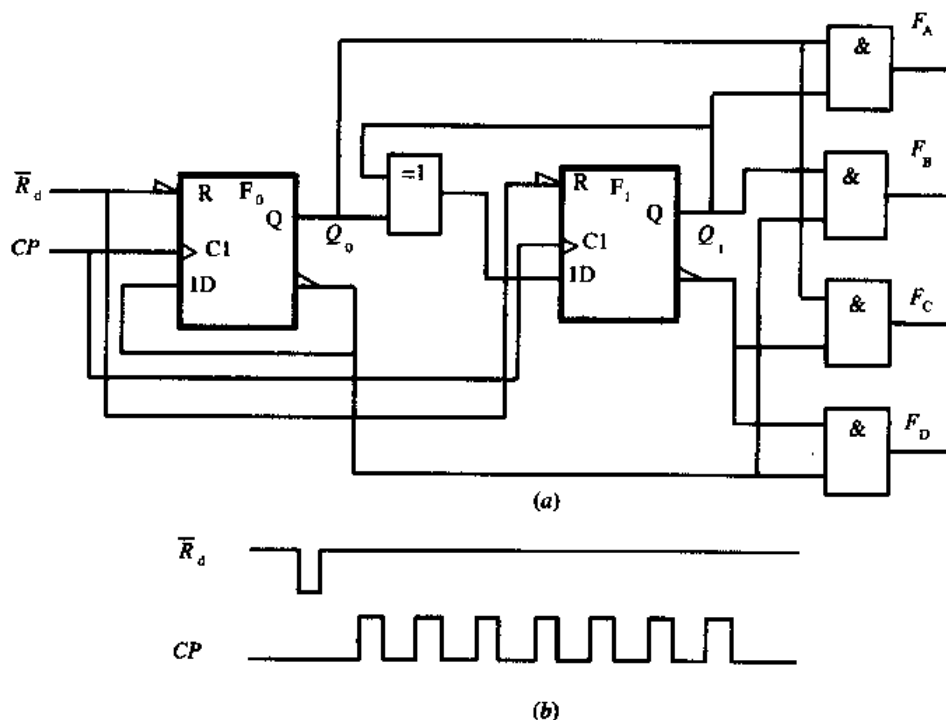 F_A
&
F_B
&
=1
R̅_d
R F_0
Q
Q_0
CP
C1
1D
R F_1
Q
Q_1
C1
1D
&
F_C
&
F_D
(a)
R̅_d
CP
(b)